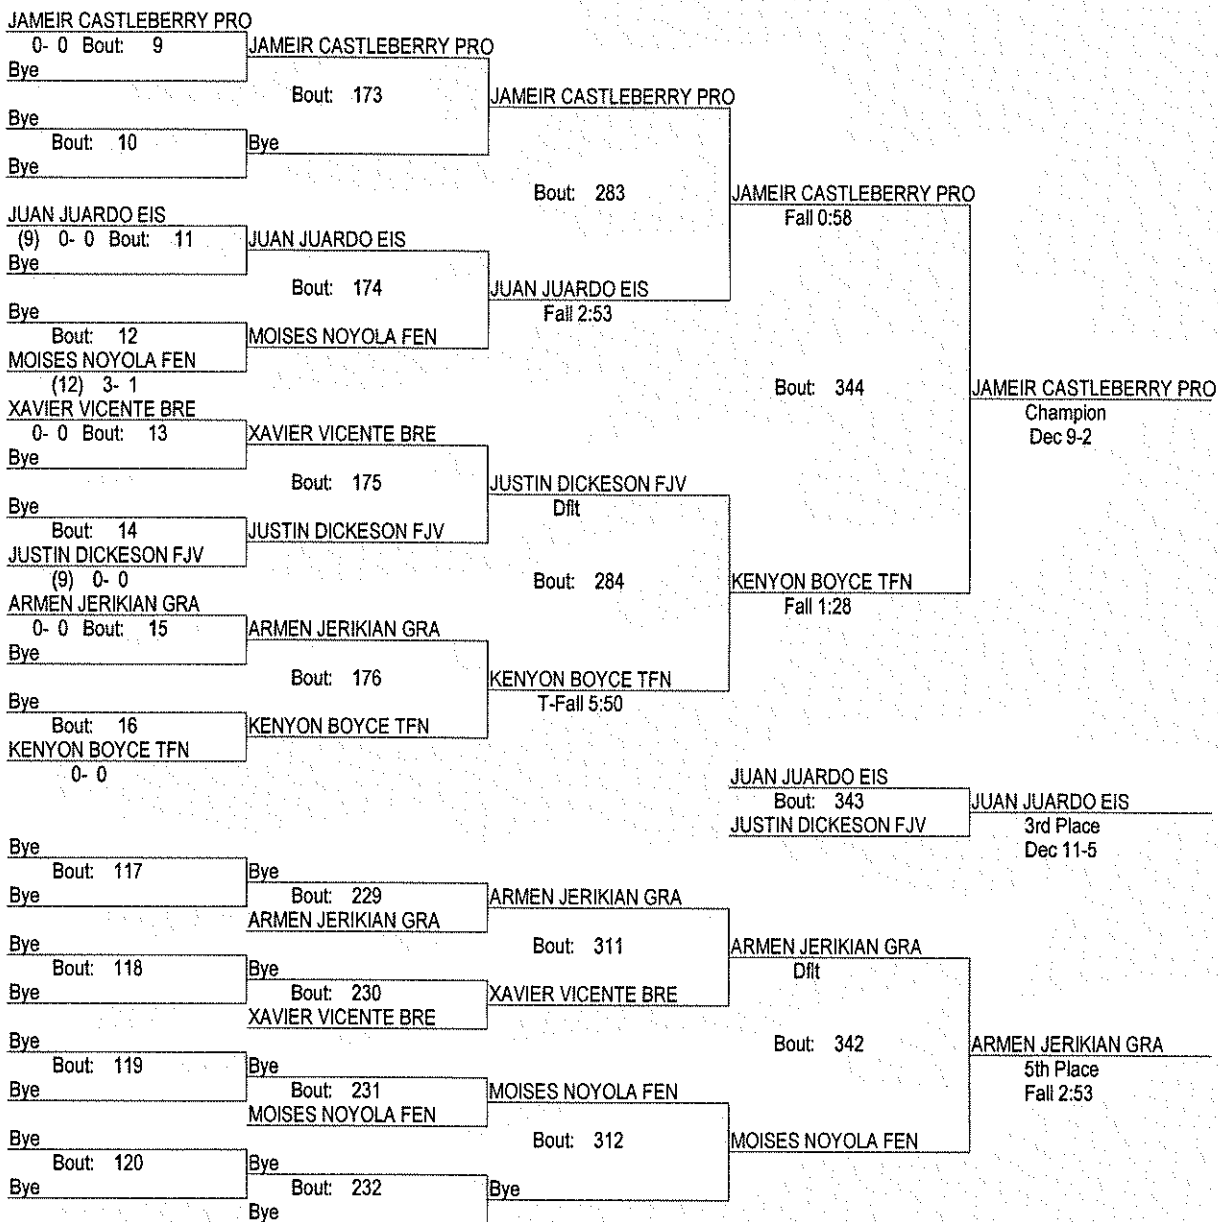 JAMEIR CASTLEBERRY PRO
0- 0 Bout: 9
JAMEIR CASTLEBERRY PRO
Bye
Bout: 173
JAMEIR CASTLEBERRY PRO
Bye
Bout: 10
Bye
Bye
Bout: 283
JAMEIR CASTLEBERRY PRO
Fall 0:58
JUAN JUARDO EIS
(9) 0- 0 Bout: 11
JUAN JUARDO EIS
Bye
Bout: 174
JUAN JUARDO EIS
Fall 2:53
Bye
Bout: 12
MOISES NOYOLA FEN
MOISES NOYOLA FEN
(12) 3- 1
Bout: 344
JAMEIR CASTLEBERRY PRO
Champion
Dec 9-2
XAVIER VICENTE BRE
0- 0 Bout: 13
XAVIER VICENTE BRE
Bye
Bout: 175
JUSTIN DICKESON FJV
Dflt
Bye
Bout: 14
JUSTIN DICKESON FJV
JUSTIN DICKESON FJV
(9) 0- 0
Bout: 284
KENYON BOYCE TFN
Fall 1:28
ARMEN JERIKIAN GRA
0- 0 Bout: 15
ARMEN JERIKIAN GRA
Bye
Bout: 176
KENYON BOYCE TFN
T-Fall 5:50
Bye
Bout: 16
KENYON BOYCE TFN
KENYON BOYCE TFN
0- 0
JUAN JUARDO EIS
Bout: 343
JUAN JUARDO EIS
JUSTIN DICKESON FJV
3rd Place
Dec 11-5
Bye
Bout: 117
Bye
Bye
Bout: 229
ARMEN JERIKIAN GRA
ARMEN JERIKIAN GRA
Bye
Bout: 311
ARMEN JERIKIAN GRA
Dflt
Bout: 118
Bye
Bye
Bout: 230
XAVIER VICENTE BRE
XAVIER VICENTE BRE
Bye
Bout: 342
ARMEN JERIKIAN GRA
5th Place
Fall 2:53
Bout: 119
Bye
Bye
Bout: 231
MOISES NOYOLA FEN
MOISES NOYOLA FEN
Bye
Bout: 312
MOISES NOYOLA FEN
Bout: 120
Bye
Bye
Bout: 232
Bye
Bye